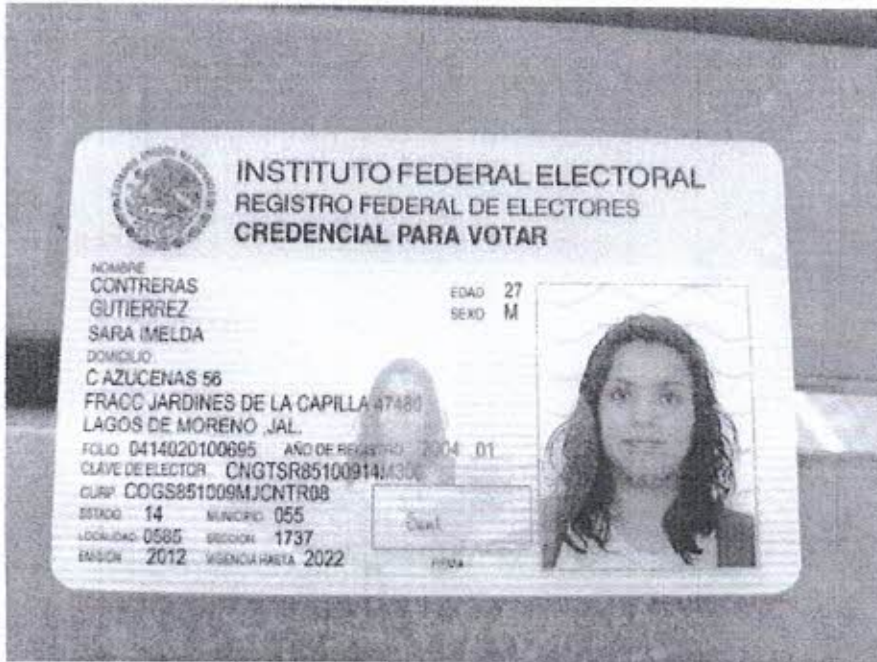 INSTITUTO FEDERAL ELECTORAL
REGISTRO FEDERAL DE ELECTORES
CREDENCIAL PARA VOTAR
NOMBRE
CONTRERAS
GUTIERREZ
SARA IMELDA
EDAD 27
SEXO M
DOMICILIO
C AZUCENAS 56
FRACC JARDINES DE LA CAPILLA 47480
LAGOS DE MORENO ,JAL.
FOLIO 0414020100695 AÑO DE REGISTRO 2004 01
CLAVE DE ELECTOR CNGTSR85100914M300
CURP COGS851009MJCNTR08
ESTADO 14 MUNICIPIO 055
LOCALIDAD 0585 SECCION 1737
EMISIÓN 2012 VIGENCIA HASTA 2022
FIRMA